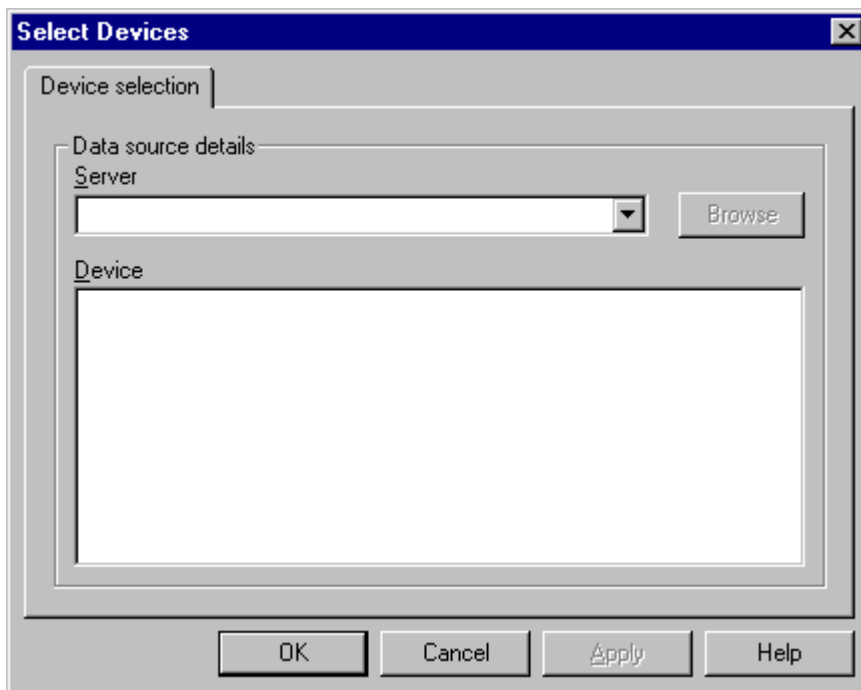 Select Devices
Device selection
Data source details
Server
Browse
Device
OK Cancel Apply Help